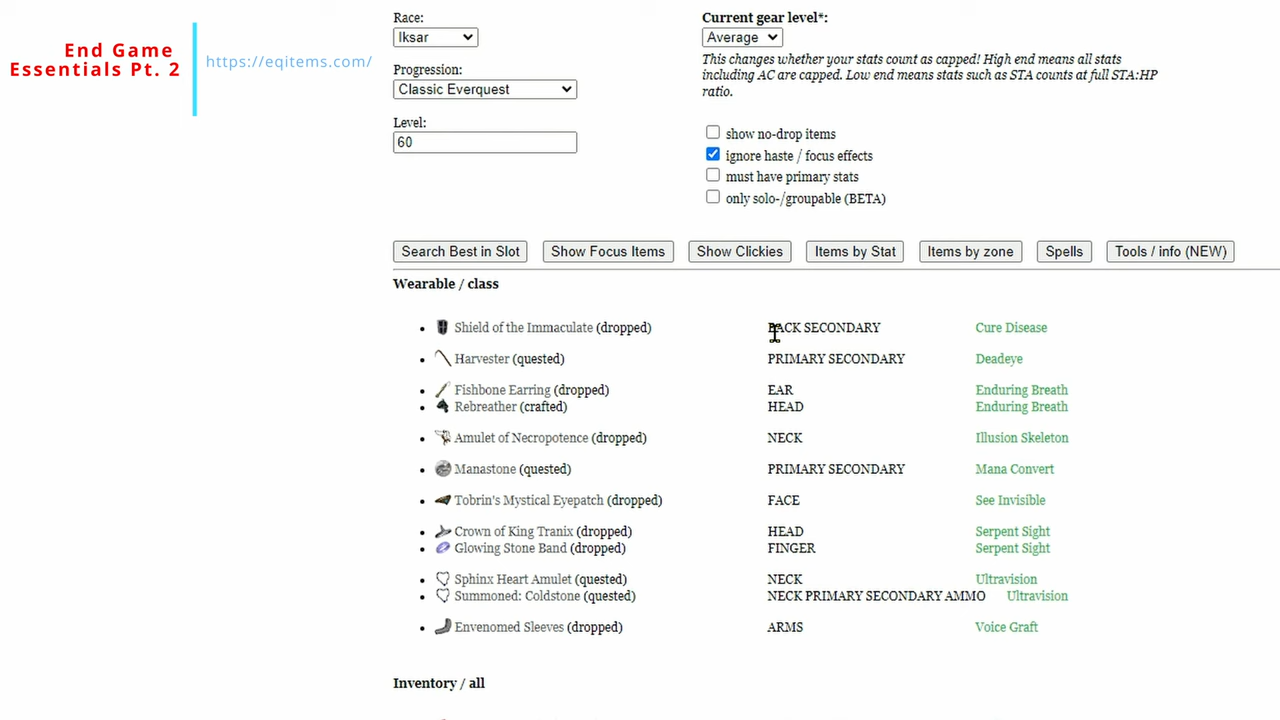 End Game
Essentials Pt. 2
https://eqitems.com/
Race:
Iksar
Progression:
Classic Everquest
Level:
60
Current gear level*:
Average
This changes whether your stats count as capped! High end means all stats
including AC are capped. Low end means stats such as STA counts at full STA:HP
ratio.
show no-drop items
ignore haste / focus effects
must have primary stats
only solo-/groupable (BETA)
Search Best in Slot Show Focus Items Show Clickies Items by Stat Items by zone Spells Tools / info (NEW)
Wearable / class
Shield of the Immaculate (dropped) BACK SECONDARY Cure Disease
Harvester (quested) PRIMARY SECONDARY Deadeye
Fishbone Earring (dropped) EAR Enduring Breath
Rebreather (crafted) HEAD Enduring Breath
Amulet of Necropotence (dropped) NECK Illusion Skeleton
Manastone (quested) PRIMARY SECONDARY Mana Convert
Tobrin's Mystical Eyepatch (dropped) FACE See Invisible
Crown of King Tranix (dropped) HEAD Serpent Sight
Glowing Stone Band (dropped) FINGER Serpent Sight
Sphinx Heart Amulet (quested) NECK Ultravision
Summoned: Coldstone (quested) NECK PRIMARY SECONDARY AMMO Ultravision
Envenomed Sleeves (dropped) ARMS Voice Graft
Inventory / all